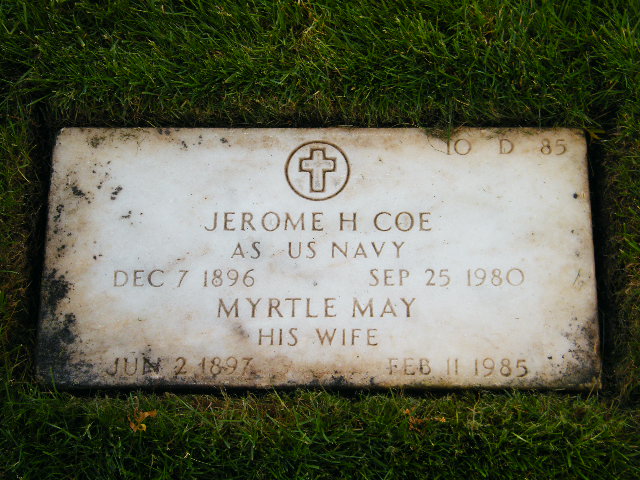 10 D 85
JEROME H COE
AS US NAVY
DEC 7 1896 SEP 25 1980
MYRTLE MAY
HIS WIFE
JUN 2 1897 FEB 11 1985